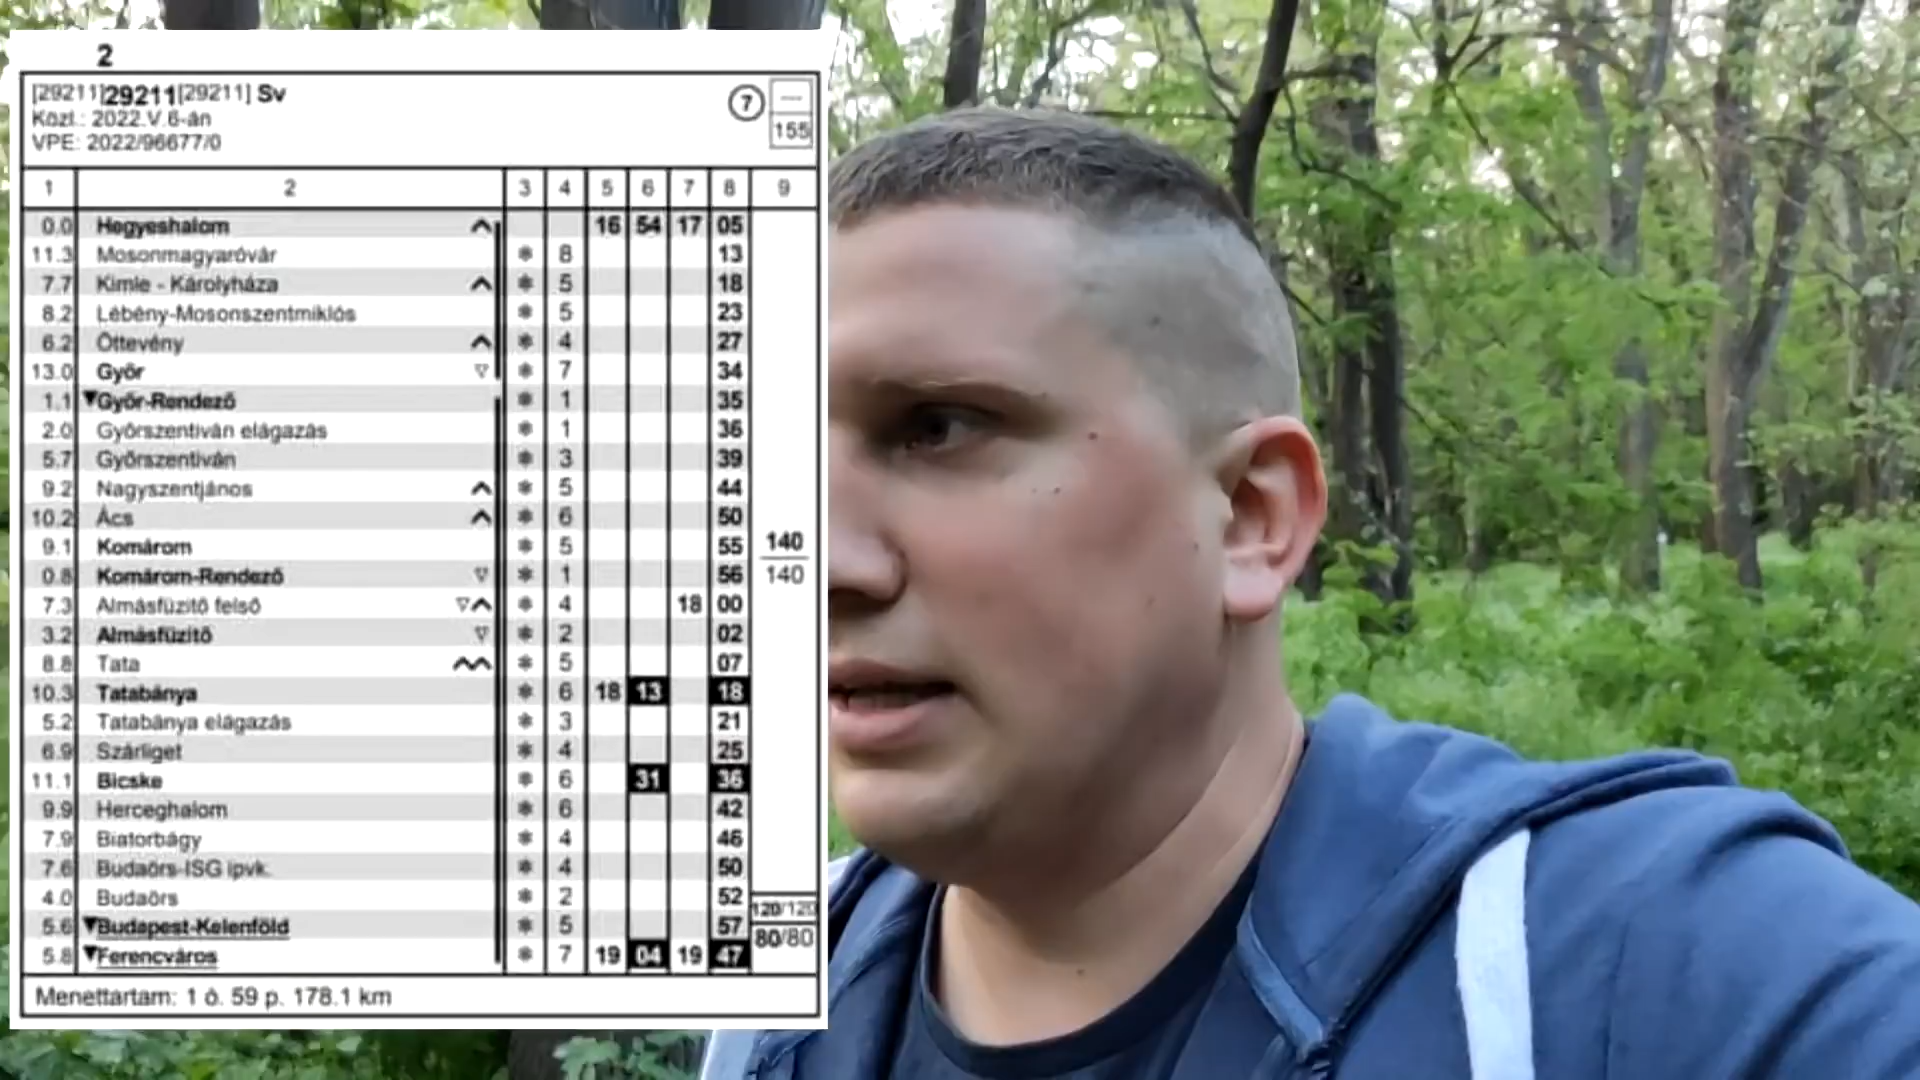 2
[29211]29211[29211] Sv
7
—
Közl.: 2022.V.6-án
155
VPE: 2022/96677/0
1 2 3 4 5 6 7 8 9
0.0 Hegyeshalom 16 54 17 05
11.3 Mosonmagyaróvár * 8 13
7.7 Kimle - Károlyháza * 5 18
8.2 Lébény-Mosonszentmiklós * 5 23
6.2 Öttevény * 4 27
13.0 Győr * 7 34
1.1 Győr-Rendező * 1 35
2.0 Győrszentiván elágazás * 1 36
5.7 Győrszentiván * 3 39
9.2 Nagyszentjános * 5 44
10.2 Ács * 6 50
9.1 Komárom * 5 55 140
0.8 Komárom-Rendező * 1 56 140
7.3 Almásfüzitő felső * 4 18 00
3.2 Almásfüzitő * 2 02
8.8 Tata * 5 07
10.3 Tatabánya * 6 18 13 18
5.2 Tatabánya elágazás * 3 21
6.9 Szárliget * 4 25
11.1 Bicske * 6 31 36
9.9 Herceghalom * 6 42
7.9 Biatorbágy * 4 46
7.6 Budaörs-ISG ipvk. * 4 50
4.0 Budaörs * 2 52 120/120
5.6 Budapest-Kelenföld * 5 57 80/80
5.8 Ferencváros * 7 19 04 19 47
Menettartam: 1 ó. 59 p. 178.1 km